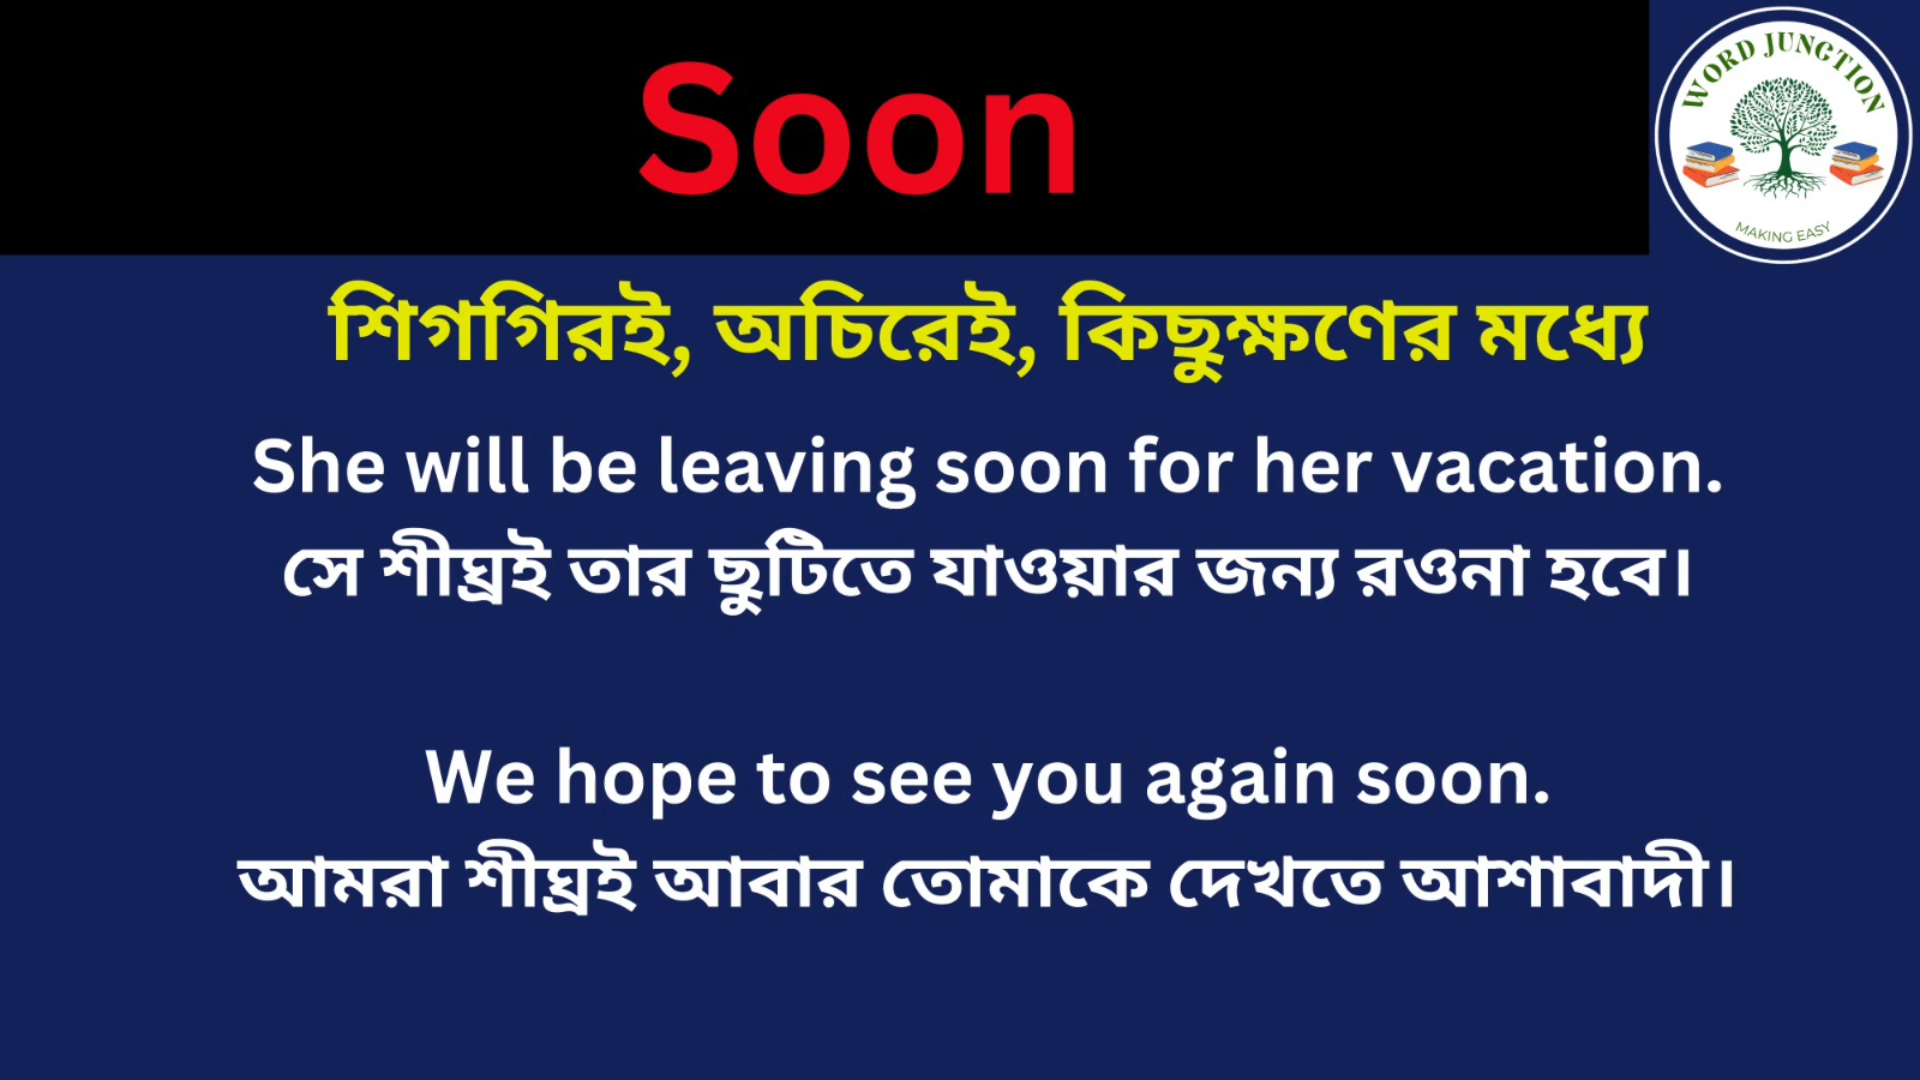 Soon
WORD JUNCTION
MAKING EASY
শিগগিরই, অচিরেই, কিছুক্ষণের মধ্যে
She will be leaving soon for her vacation.
সে শীঘ্রই তার ছুটিতে যাওয়ার জন্য রওনা হবে।
We hope to see you again soon.
আমরা শীঘ্রই আবার তোমাকে দেখতে আশাবাদী।